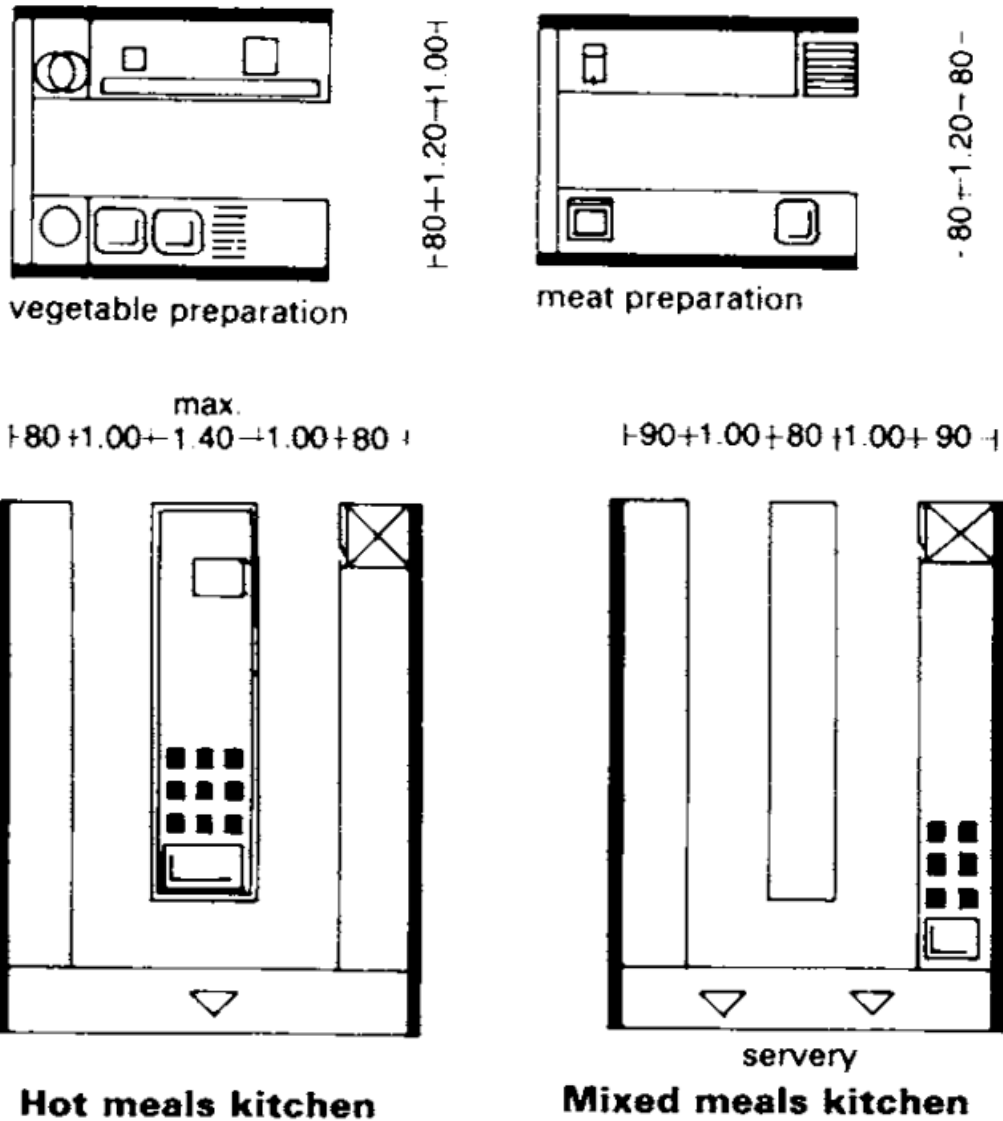 ⊢80+1.20+1.00⊣
-80+1.20-80-
vegetable preparation
meat preparation
max.
⊢80+1.00+1.40+1.00+80⊣
⊢90+1.00+80+1.00+90⊣
servery
Hot meals kitchen
Mixed meals kitchen